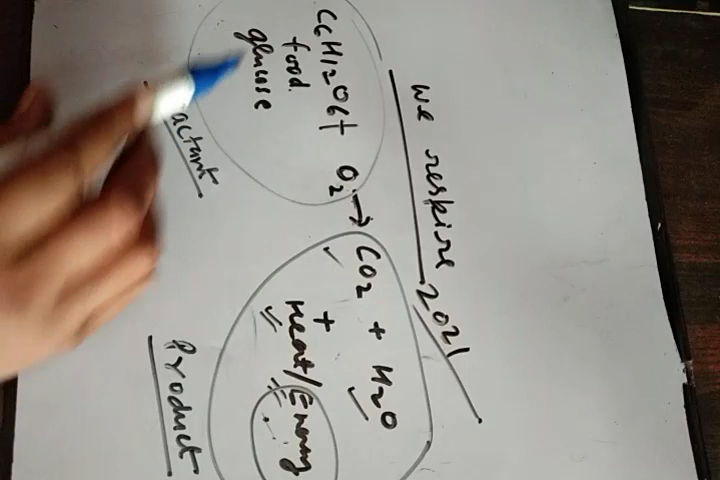 we respire 2021
C6H12O6 + O2 → CO2 + H2O
food. + Heat/Energy
glucose
actant Product